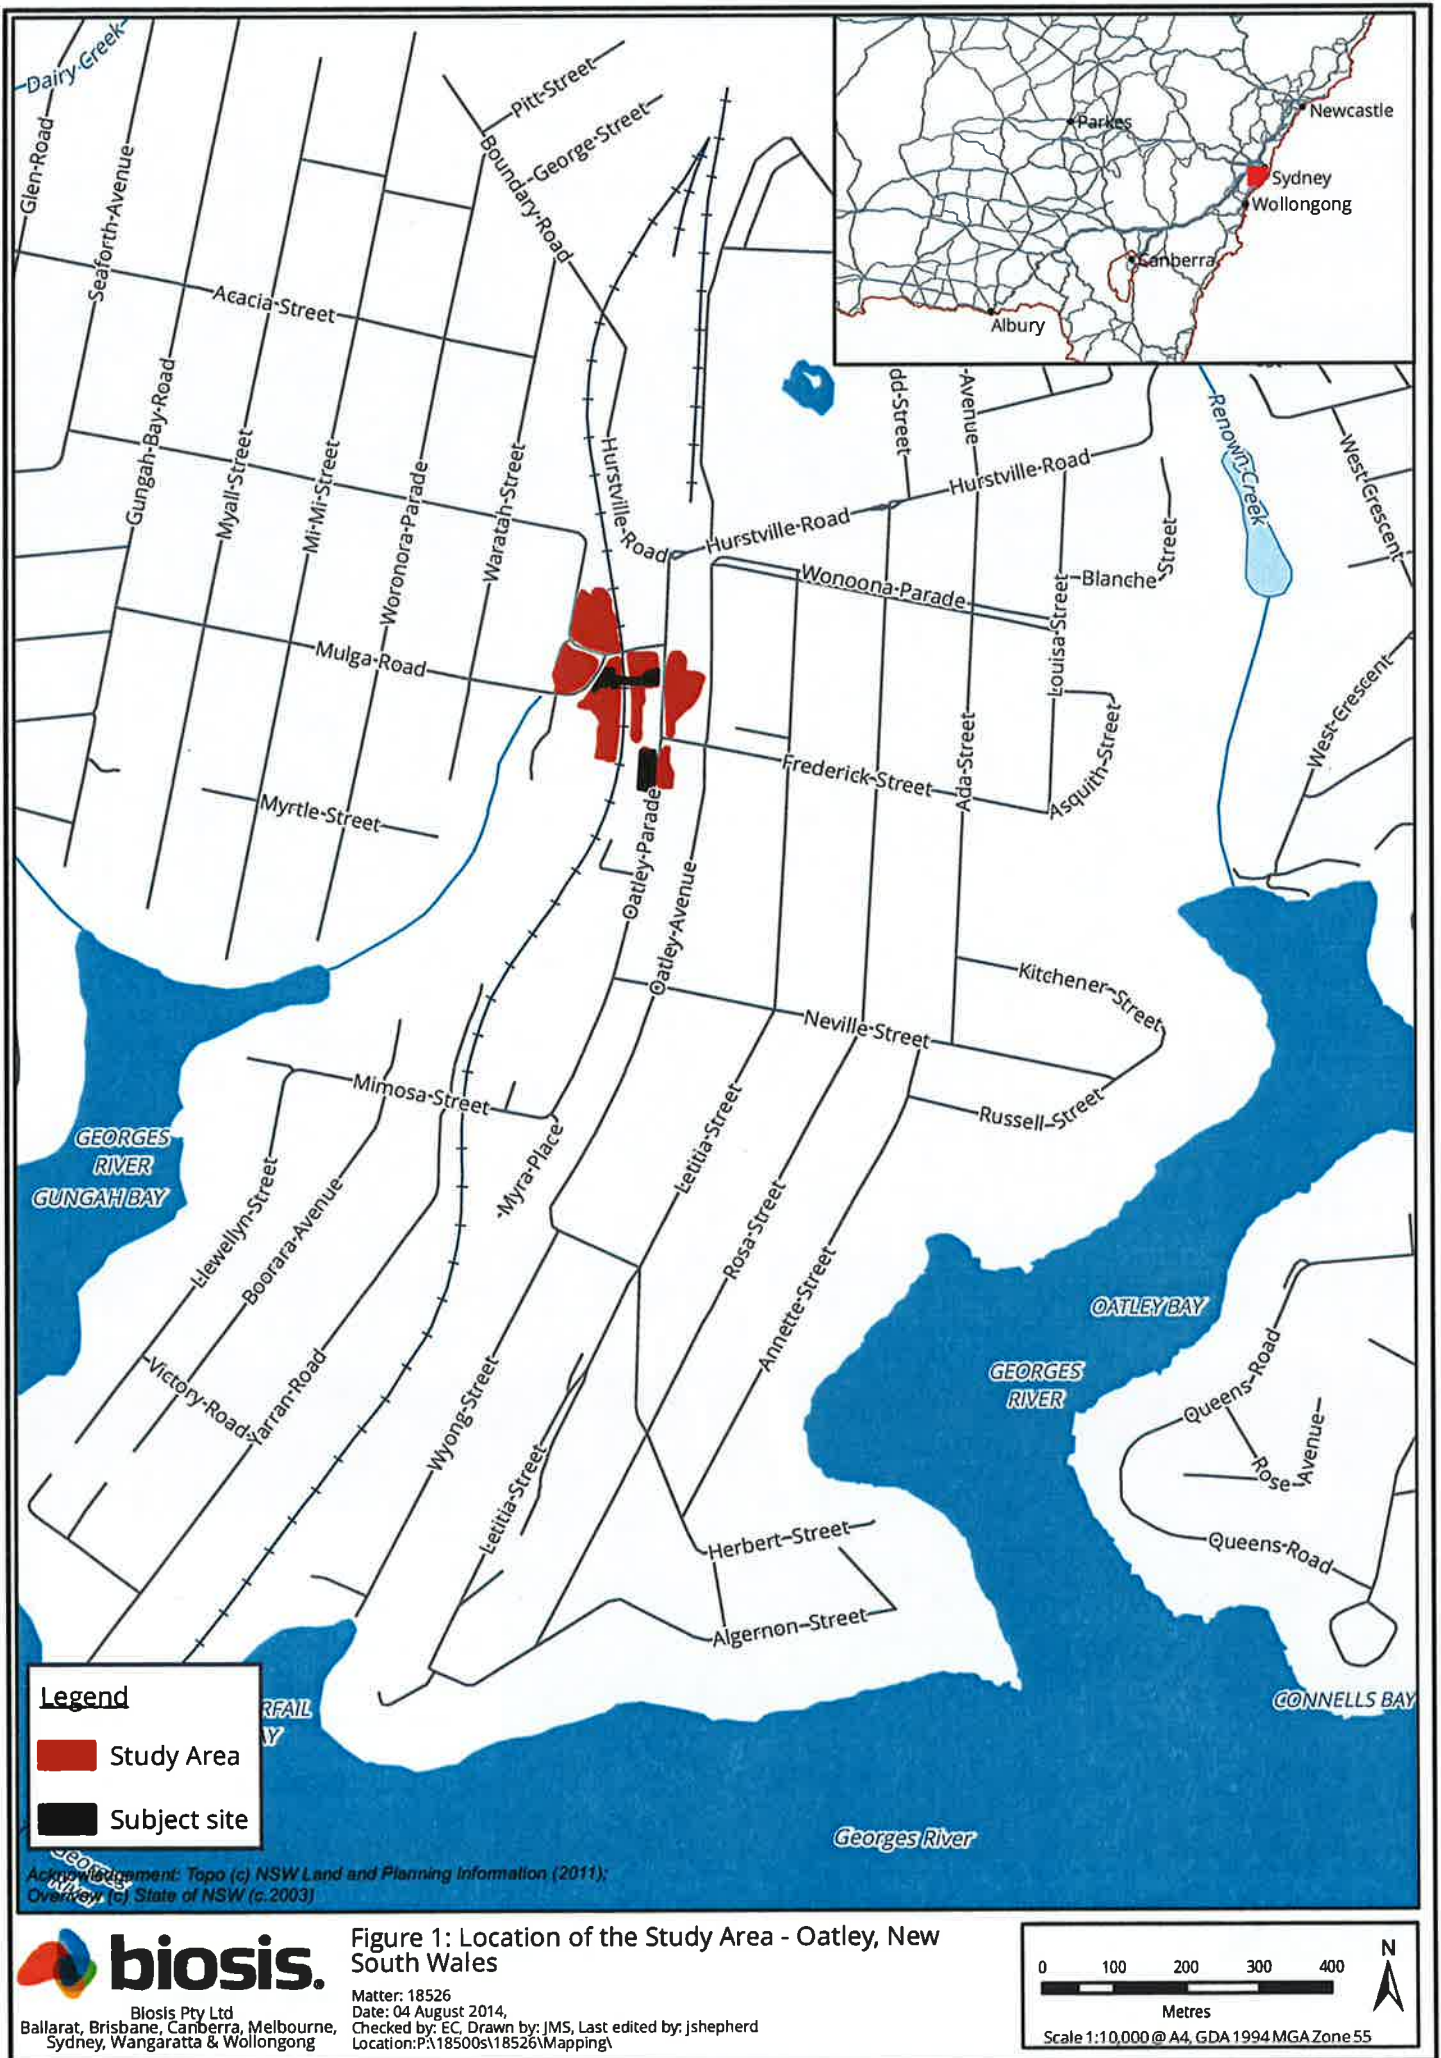 Dairy-Creek
Glen-Road
Seaforth-Avenue
Pitt-Street
George-Street
Boundary-Road
Newcastle
Parkes
Sydney
Wollongong
Canberra
Albury
Acacia-Street
Gungah-Bay-Road
Myall-Street
Mi-Mi-Street
Woronora-Parade
Waratah-Street
Hurstville-Road
Hurstville-Road
Hurstville-Road
dd-Street
-Avenue
Renown-Creek
West-Crescent
Wonoona-Parade
Blanche-Street
Louisa-Street
Mulga-Road
West-Crescent
Asquith-Street
Ada-Street
Frederick-Street
Myrtle-Street
Oatley-Parade
Oatley-Avenue
Kitchener-Street
Neville-Street
Russell-Street
Mimosa-Street
Myra-Place
GEORGES
RIVER
GUNGAH BAY
Llewellyn-Street
Boorara-Avenue
Letitia-Street
Rosa-Street
Annette-Street
OATLEY BAY
GEORGES
RIVER
Queens-Road
Rose-Avenue
Queens-Road
Victory-Road
Yarran-Road
Wyong-Street
Letitia-Street
Herbert-Street
Algernon-Street
CONNELLS BAY
RFAIL
AY
Legend
Study Area
Subject site
Georges River
Georges
River
Acknowledgement: Topo (c) NSW Land and Planning Information (2011);
Overivew (c) State of NSW (c.2003)
biosis.
Biosis Pty Ltd
Ballarat, Brisbane, Canberra, Melbourne,
Sydney, Wangaratta & Wollongong
Figure 1: Location of the Study Area - Oatley, New
South Wales
Matter: 18526
Date: 04 August 2014,
Checked by: EC, Drawn by: JMS, Last edited by: jshepherd
Location:P:\18500s\18526\Mapping\
0 100 200 300 400
Metres
N
Scale 1:10,000 @ A4, GDA 1994 MGA Zone 55